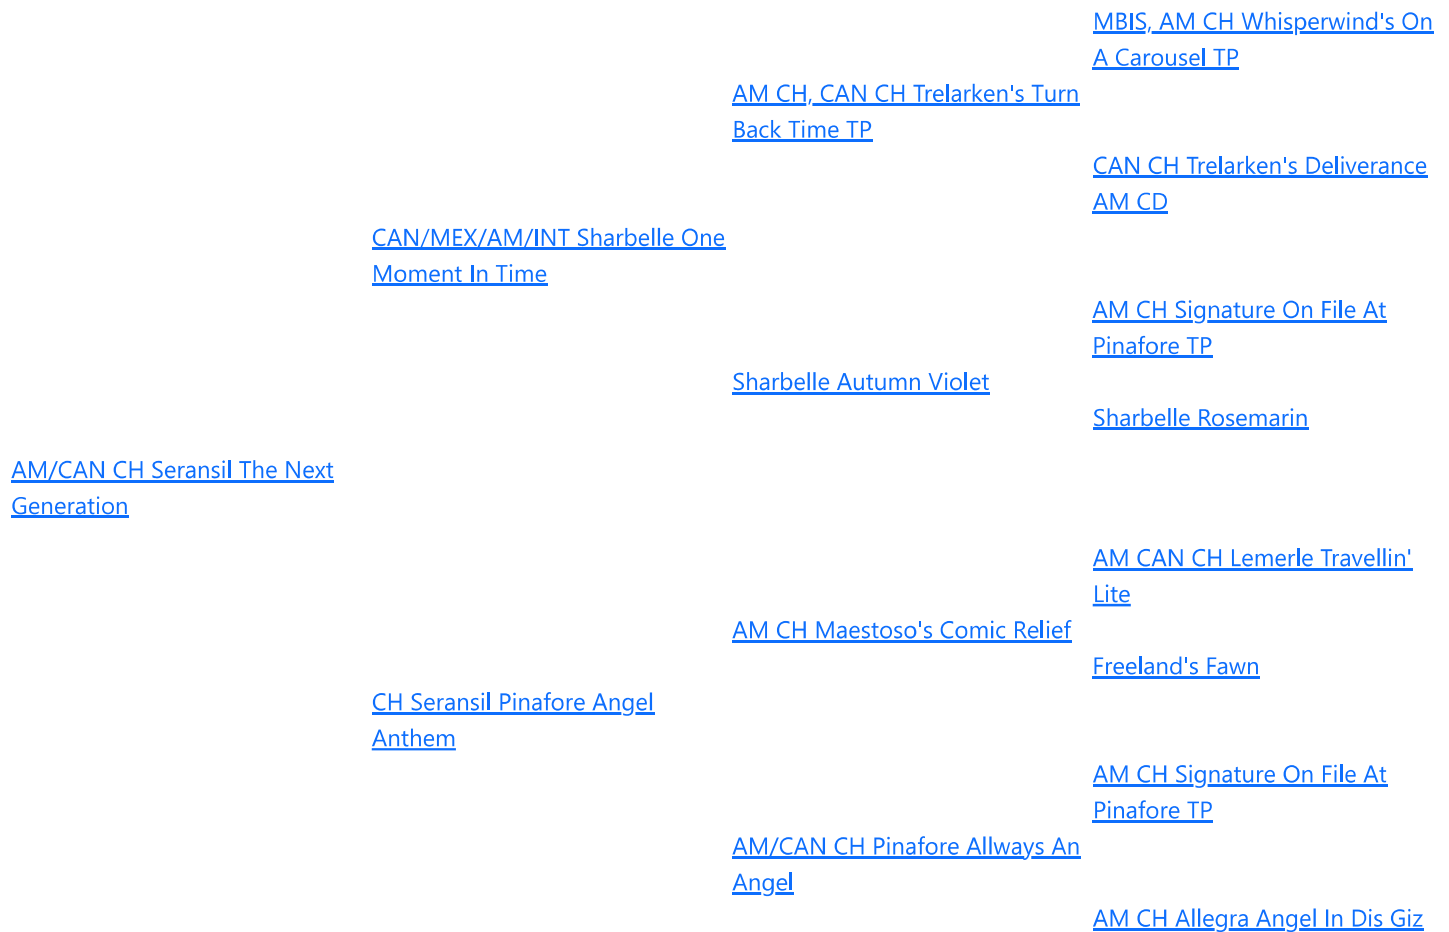 MBIS, AM CH Whisperwind's On
A Carousel TP
AM CH, CAN CH Trelarken's Turn
Back Time TP
CAN CH Trelarken's Deliverance
AM CD
CAN/MEX/AM/INT Sharbelle One
Moment In Time
AM CH Signature On File At
Pinafore TP
Sharbelle Autumn Violet
Sharbelle Rosemarin
AM/CAN CH Seransil The Next
Generation
AM CAN CH Lemerle Travellin'
Lite
AM CH Maestoso's Comic Relief
Freeland's Fawn
CH Seransil Pinafore Angel
Anthem
AM CH Signature On File At
Pinafore TP
AM/CAN CH Pinafore Allways An
Angel
AM CH Allegra Angel In Dis Giz